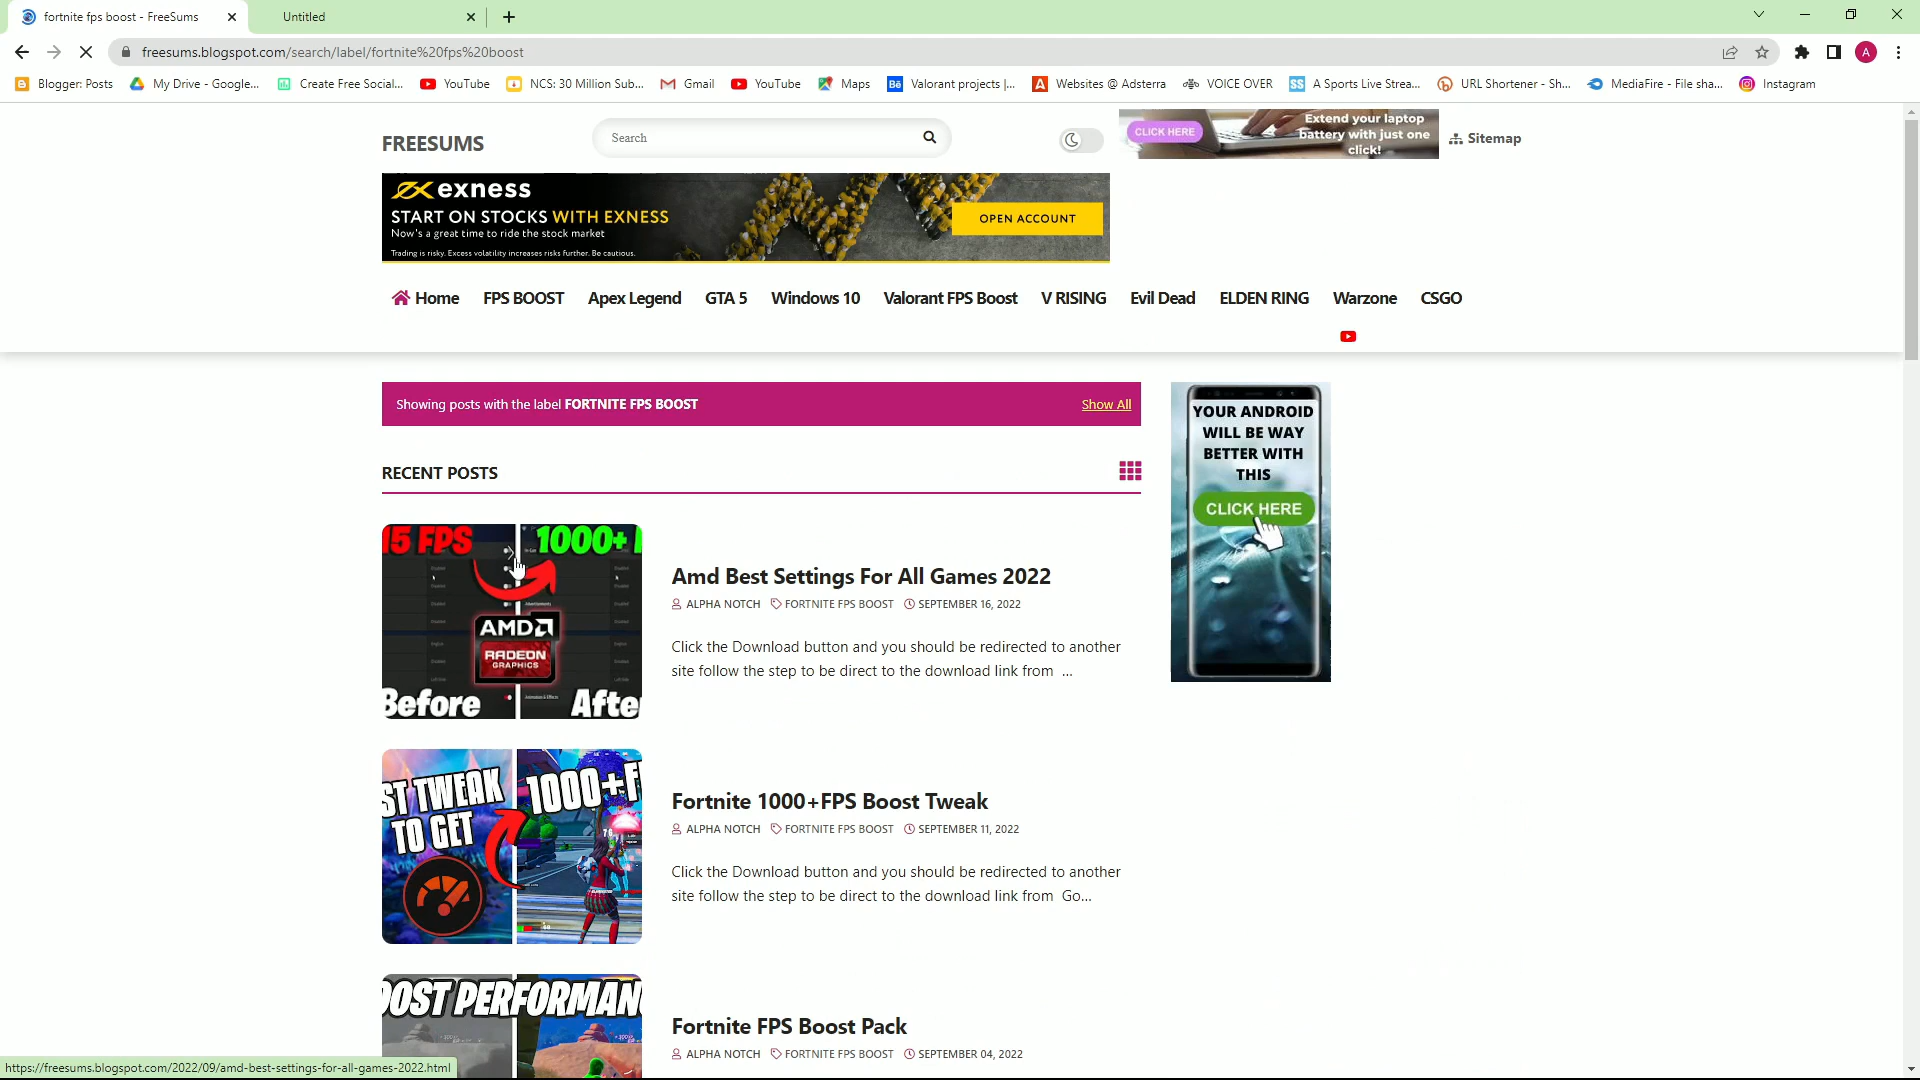 fortnite fps boost - FreeSums
Untitled
freesums.blogspot.com/search/label/fortnite%20fps%20boost
Blogger: Posts
My Drive - Google...
Create Free Social...
YouTube
NCS: 30 Million Sub...
Gmail
YouTube
Maps
Valorant projects |...
Websites @ Adsterra
VOICE OVER
A Sports Live Strea...
URL Shortener - Sh...
MediaFire - File sha...
Instagram
FREESUMS
Search
CLICK HERE
Extend your laptop
battery with just one
click!
Sitemap
exness
START ON STOCKS WITH EXNESS
Now's a great time to ride the stock market
Trading is risky. Excess volatility increases risks further. Be cautious.
OPEN ACCOUNT
Home
FPS BOOST
Apex Legend
GTA 5
Windows 10
Valorant FPS Boost
V RISING
Evil Dead
ELDEN RING
Warzone
CSGO
Showing posts with the label FORTNITE FPS BOOST
Show All
YOUR ANDROID
WILL BE WAY
BETTER WITH
THIS
CLICK HERE
RECENT POSTS
15 FPS
1000+
AMD
RADEON
GRAPHICS
Before
Afte
Amd Best Settings For All Games 2022
ALPHA NOTCH FORTNITE FPS BOOST SEPTEMBER 16, 2022
Click the Download button and you should be redirected to another
site follow the step to be direct to the download link from ...
ST TWEAK
TO GET
1000+F
Fortnite 1000+FPS Boost Tweak
ALPHA NOTCH FORTNITE FPS BOOST SEPTEMBER 11, 2022
Click the Download button and you should be redirected to another
site follow the step to be direct to the download link from Go...
OOST PERFORMAN
Fortnite FPS Boost Pack
ALPHA NOTCH FORTNITE FPS BOOST SEPTEMBER 04, 2022
https://freesums.blogspot.com/2022/09/amd-best-settings-for-all-games-2022.html